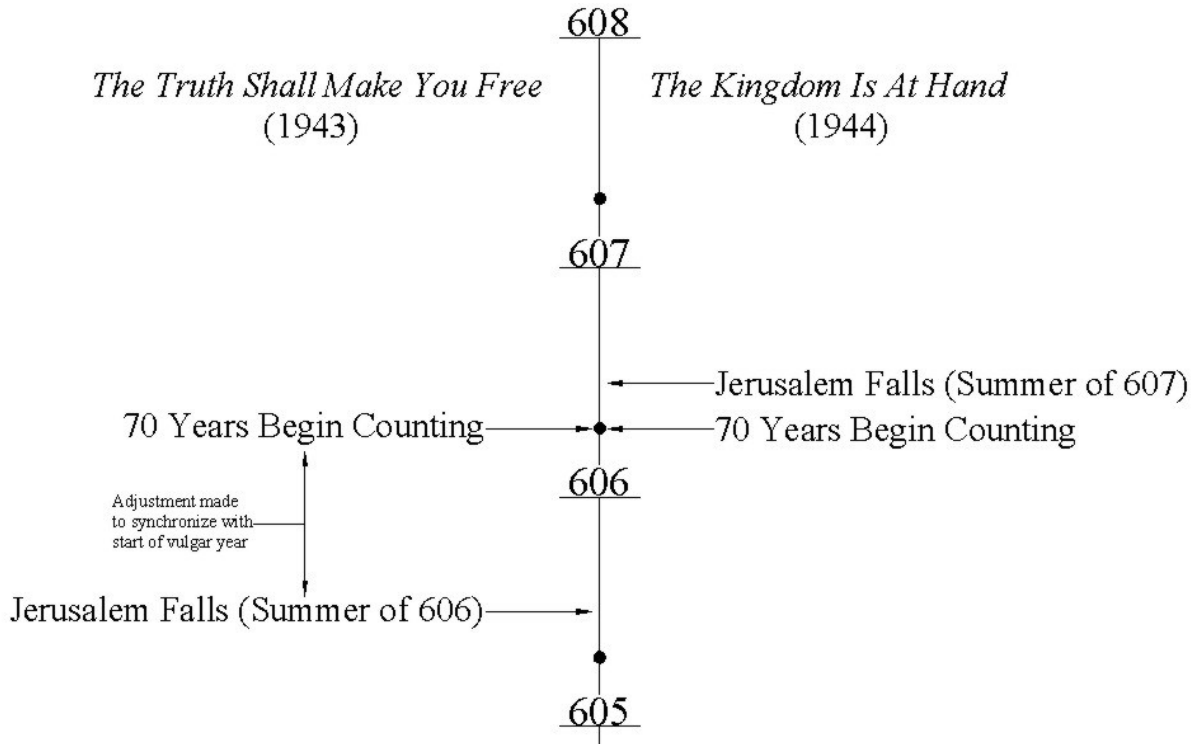 608
The Truth Shall Make You Free
(1943)
The Kingdom Is At Hand
(1944)
607
Jerusalem Falls (Summer of 607)
70 Years Begin Counting
70 Years Begin Counting
606
Adjustment made
to synchronize with
start of vulgar year
Jerusalem Falls (Summer of 606)
605